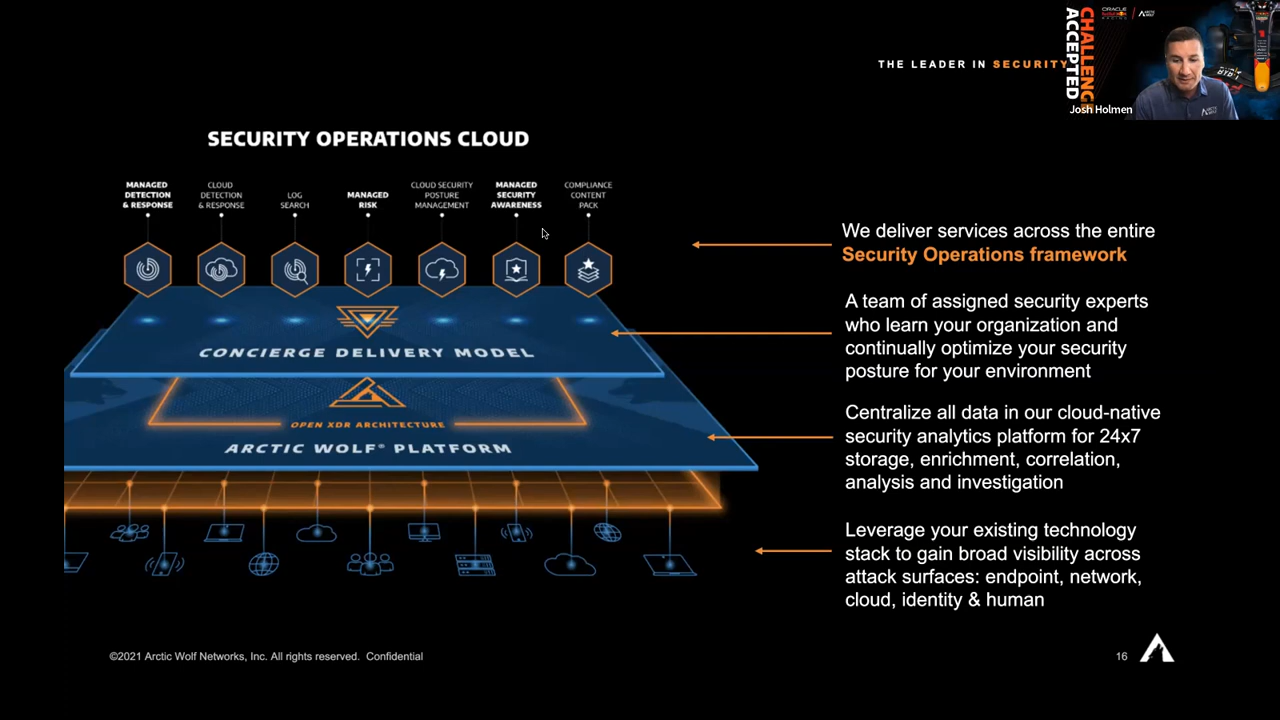 THE LEADER IN SECURITY
CHALLENG
ACCEPTED
ORACLE
Josh Holmen
SECURITY OPERATIONS CLOUD
MANAGED
DETECTION
& RESPONSE
CLOUD
DETECTION
& RESPONSE
LOG
SEARCH
MANAGED
RISK
CLOUD SECURITY
POSTURE
MANAGEMENT
MANAGED
SECURITY
AWARENESS
COMPLIANCE
CONTENT
PACK
CONCIERGE DELIVERY MODEL
OPEN XDR ARCHITECTURE
ARCTIC WOLF® PLATFORM
We deliver services across the entire
Security Operations framework
A team of assigned security experts
who learn your organization and
continually optimize your security
posture for your environment
Centralize all data in our cloud-native
security analytics platform for 24x7
storage, enrichment, correlation,
analysis and investigation
Leverage your existing technology
stack to gain broad visibility across
attack surfaces: endpoint, network,
cloud, identity & human
©2021 Arctic Wolf Networks, Inc. All rights reserved. Confidential
16